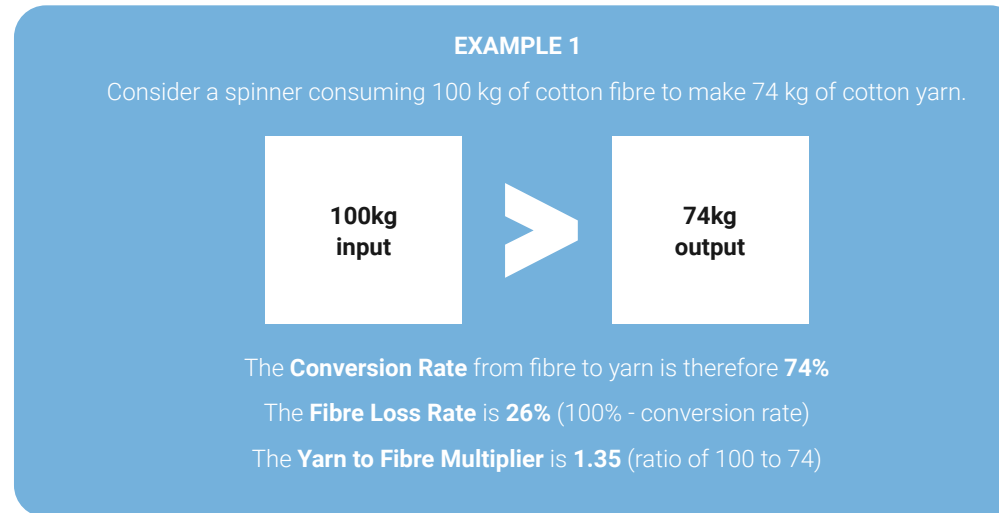 EXAMPLE 1
Consider a spinner consuming 100 kg of cotton fibre to make 74 kg of cotton yarn.
100kg
input
74kg
output
The Conversion Rate from fibre to yarn is therefore 74%
The Fibre Loss Rate is 26% (100% - conversion rate)
The Yarn to Fibre Multiplier is 1.35 (ratio of 100 to 74)